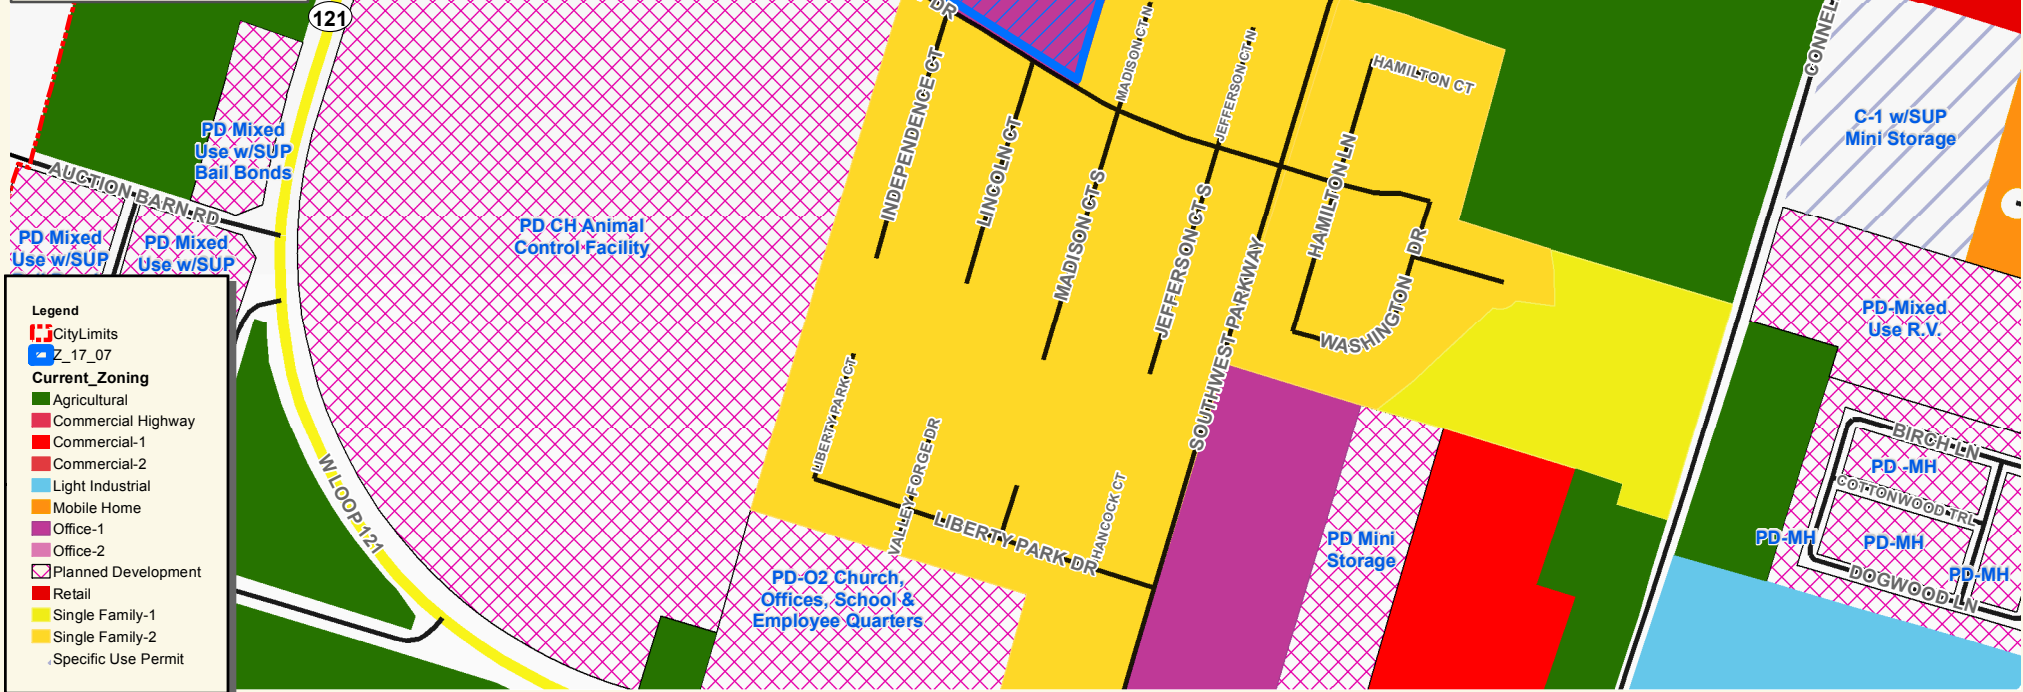 121
DR
MADISON CT N
JEFFERSON CT N
HAMILTON CT
CONNEL
INDEPENDENCE CT
LINCOLN CT
MADISON CT S
JEFFERSON CT S
SOUTHWEST PARKWAY
HAMILTON LN
WASHINGTON DR
C-1 w/SUP
Mini Storage
PD Mixed
Use w/SUP
Bail Bonds
AUCTION BARN RD
PD Mixed
Use w/SUP
PD Mixed
Use w/SUP
PD CH Animal
Control Facility
PD-Mixed
Use R.V.
Legend
CityLimits
Z_17_07
Current_Zoning
Agricultural
Commercial Highway
Commercial-1
Commercial-2
Light Industrial
Mobile Home
Office-1
Office-2
Planned Development
Retail
Single Family-1
Single Family-2
Specific Use Permit
W LOOP 121
LIBERTY PARK CT
VALLEY FORGE DR
LIBERTY PARK DR
HANCOCK CT
PD-O2 Church,
Offices, School &
Employee Quarters
PD Mini
Storage
BIRCH LN
PD -MH
COTTONWOOD TRL
PD-MH
PD-MH
PD-MH
DOGWOOD LN